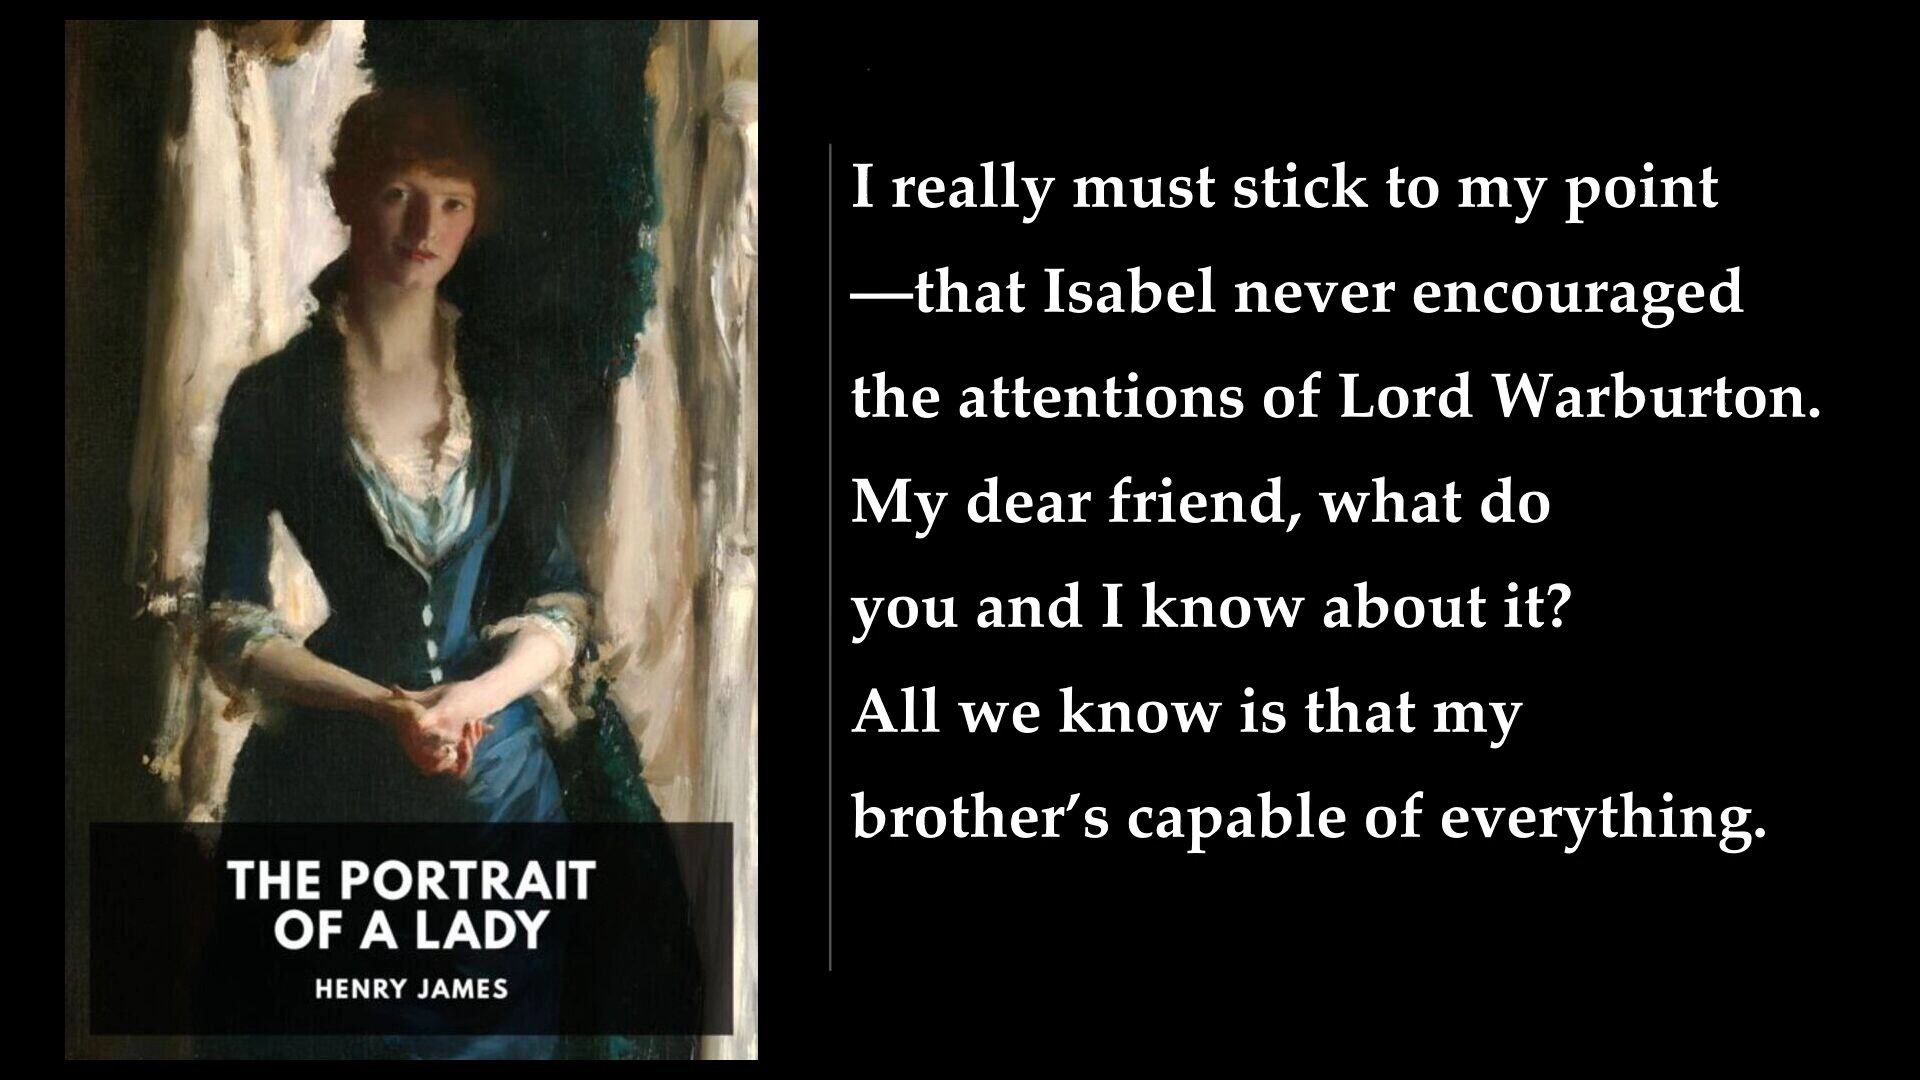 THE PORTRAIT
OF A LADY
HENRY JAMES
I really must stick to my point
—that Isabel never encouraged
the attentions of Lord Warburton.
My dear friend, what do
you and I know about it?
All we know is that my
brother’s capable of everything.